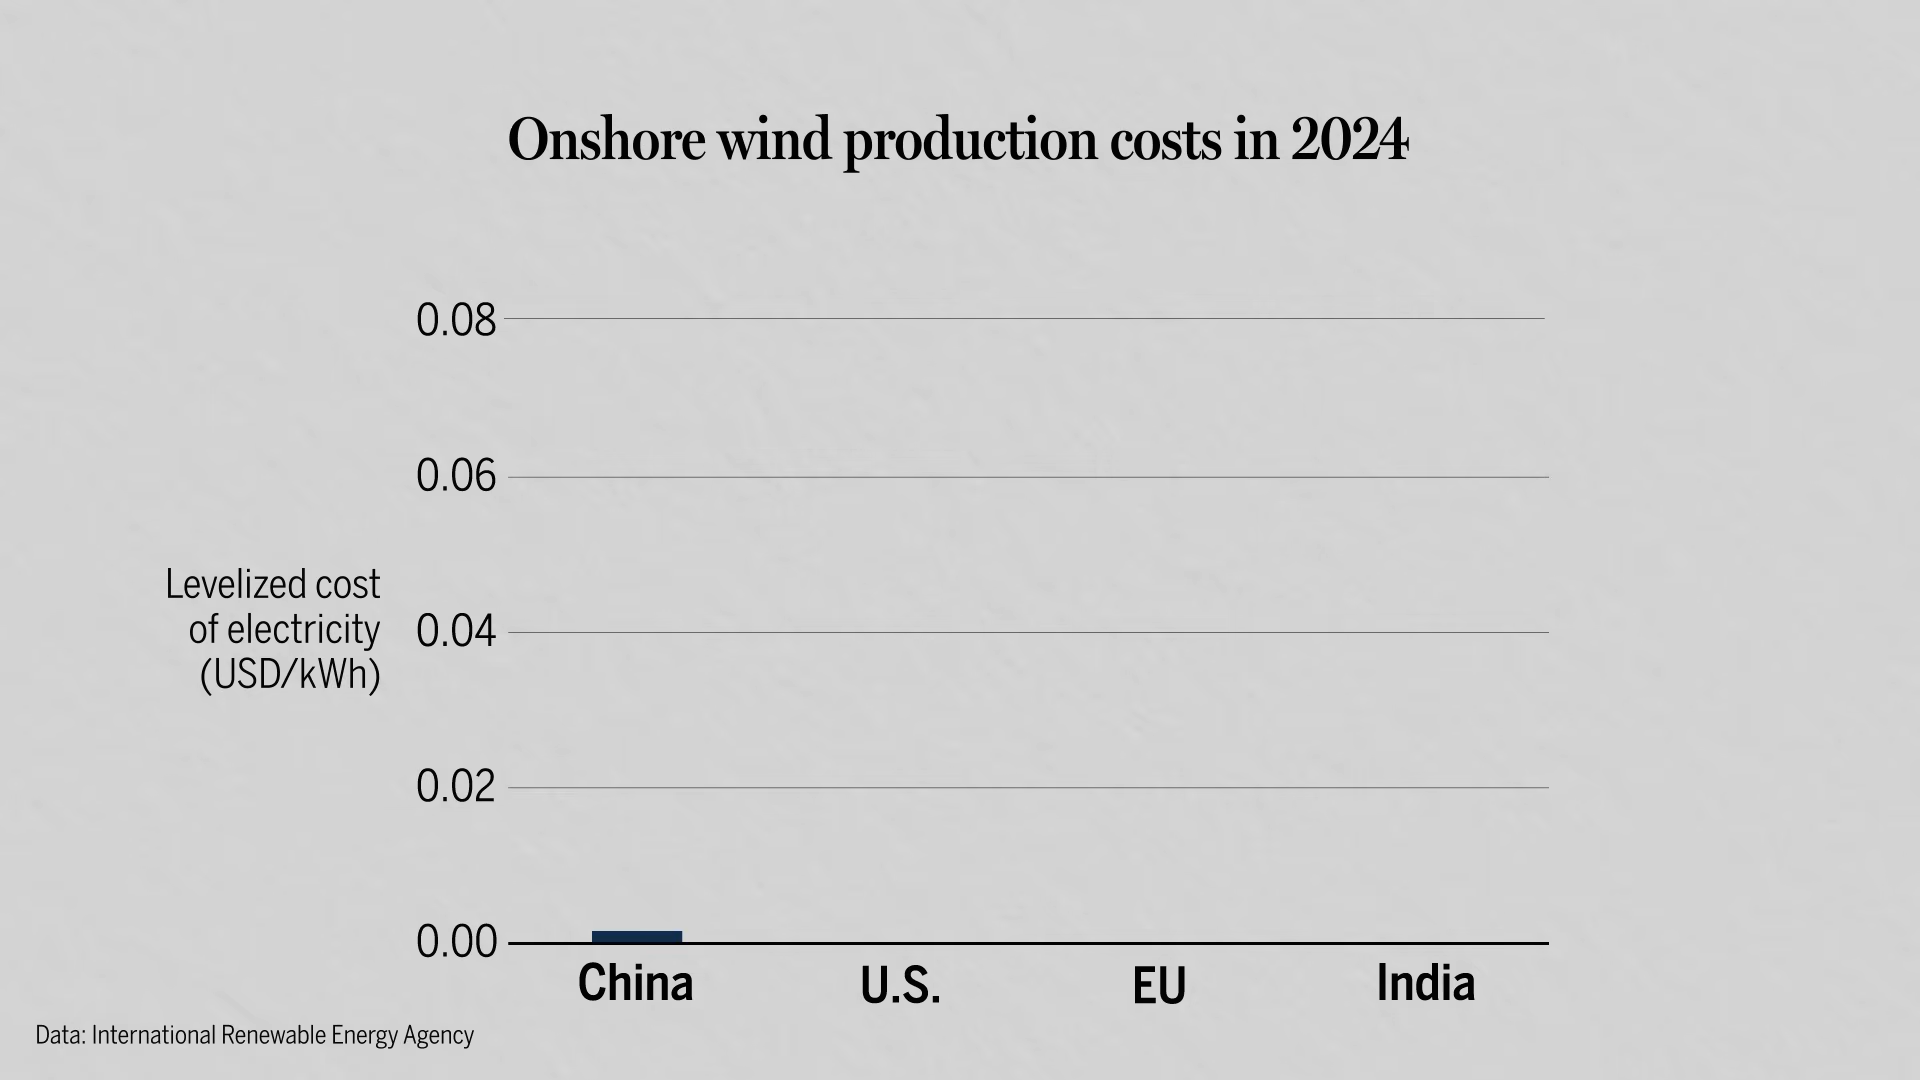 Onshore wind production costs in 2024
0.08
0.06
Levelized cost
of electricity
(USD/kWh)
0.04
0.02
0.00
China
U.S.
EU
India
Data: International Renewable Energy Agency